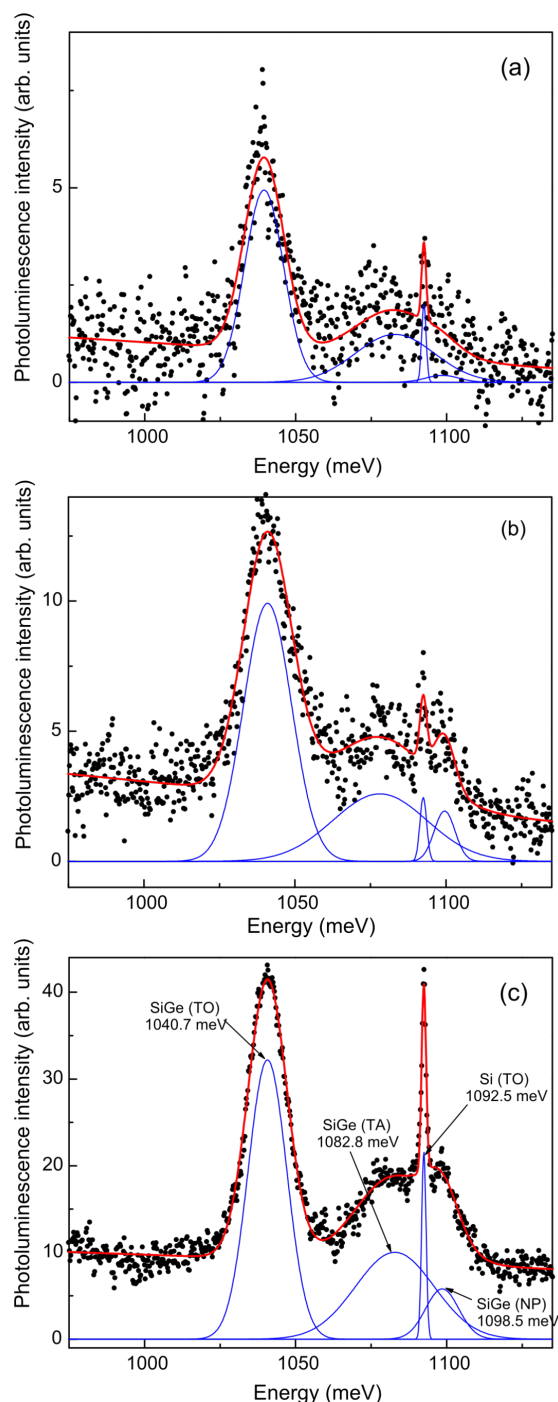 (a)
Photoluminescence intensity (arb. units)
5
0
1000 1050 1100
Energy (meV)
(b)
Photoluminescence intensity (arb. units)
10
5
0
1000 1050 1100
Energy (meV)
(c)
Photoluminescence intensity (arb. units)
40
30
20
10
0
SiGe (TO)
1040.7 meV
Si (TO)
1092.5 meV
SiGe (TA)
1082.8 meV
SiGe (NP)
1098.5 meV
1000 1050 1100
Energy (meV)